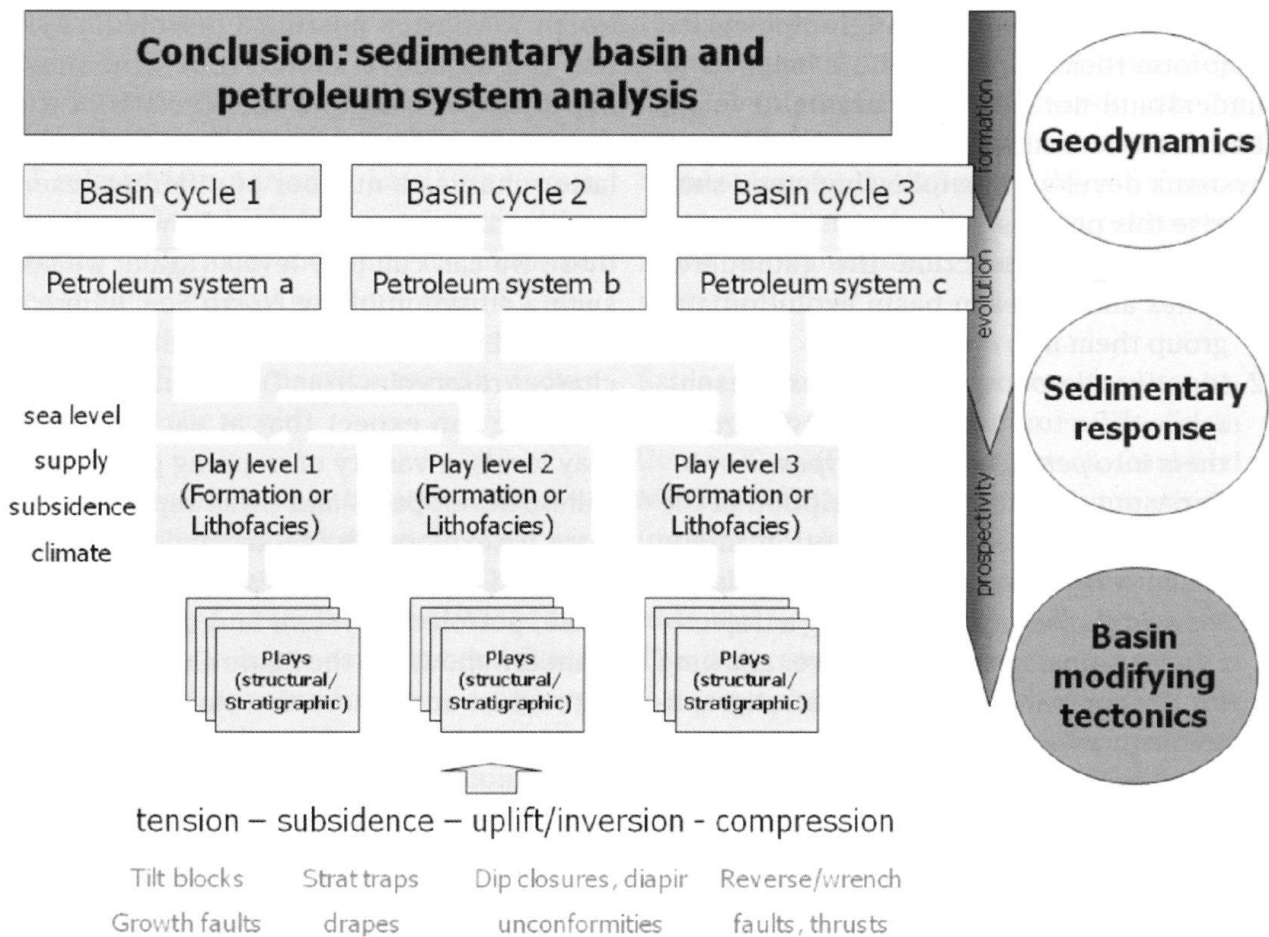 Conclusion: sedimentary basin and
petroleum system analysis
Basin cycle 1
Basin cycle 2
Basin cycle 3
Petroleum system a
Petroleum system b
Petroleum system c
formation
evolution
prospectivity
Geodynamics
Sedimentary
response
Basin
modifying
tectonics
sea level
supply
subsidence
climate
Play level 1
(Formation or
Lithofacies)
Play level 2
(Formation or
Lithofacies)
Play level 3
(Formation or
Lithofacies)
Plays
(structural/
Stratigraphic)
Plays
(structural/
Stratigraphic)
Plays
(structural/
Stratigraphic)
tension – subsidence – uplift/inversion - compression
Tilt blocks
Growth faults
Strat traps
drapes
Dip closures, diapir
unconformities
Reverse/wrench
faults, thrusts